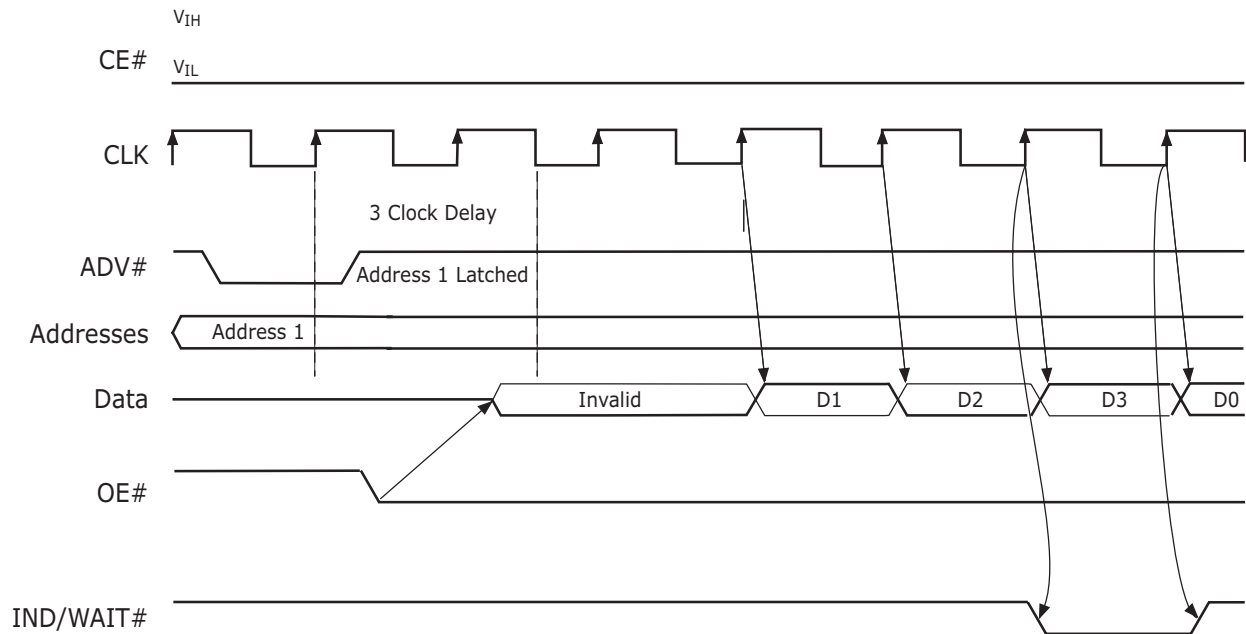 VIH
CE#
VIL
CLK
3 Clock Delay
ADV#
Address 1 Latched
Addresses
Address 1
Data
Invalid
D1
D2
D3
D0
OE#
IND/WAIT#